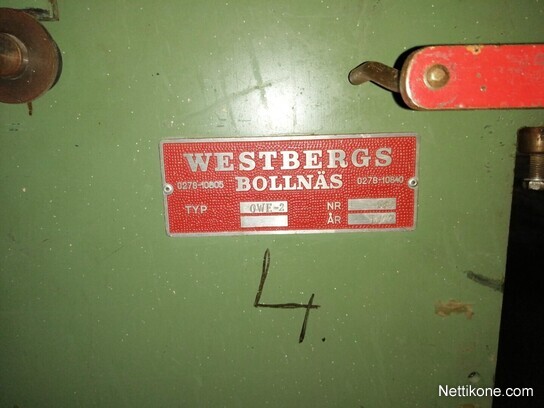 WESTBERGS
0278-10805 BOLLNÄS 0278-10840
TYP OWE-2 NR
ÅR
4.
Nettikone.com